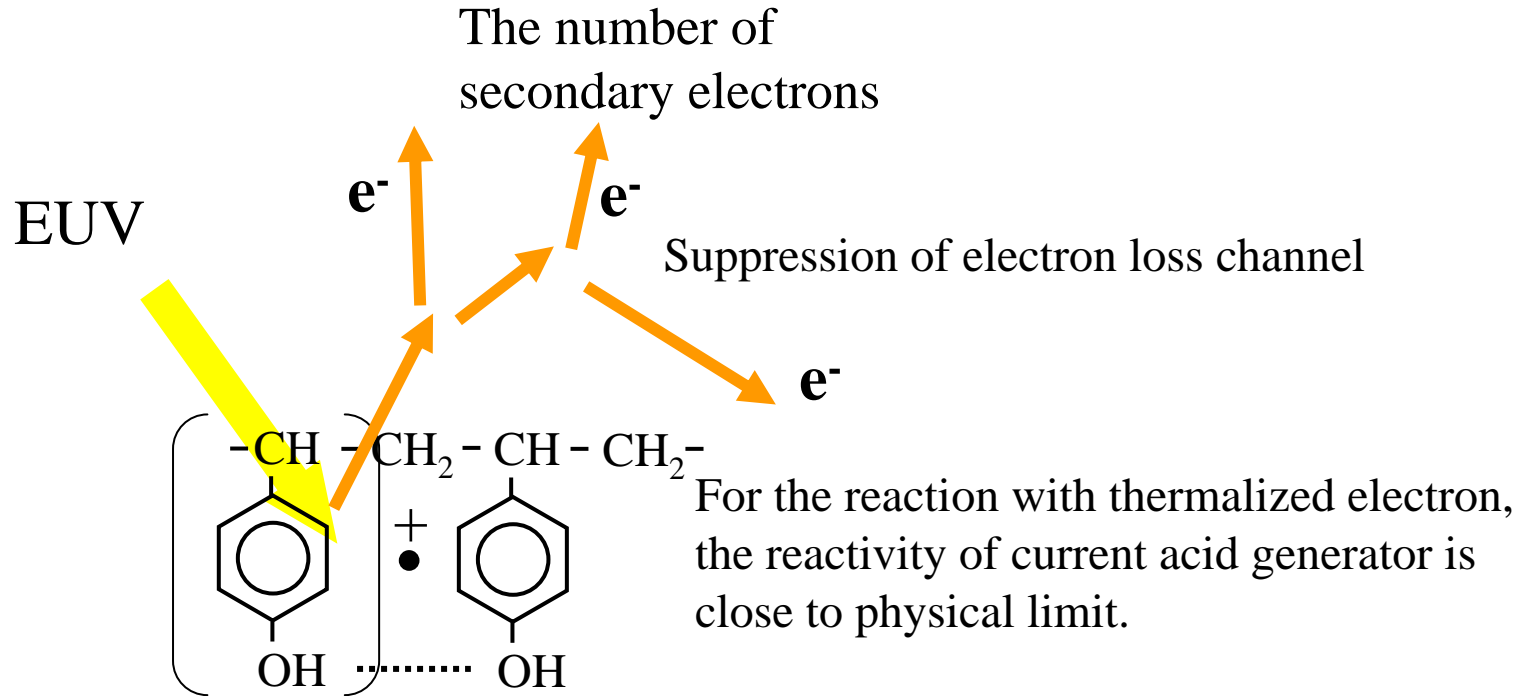 The number of
secondary electrons
e-
e-
EUV
Suppression of electron loss channel
e-
-CH -CH2- CH - CH2-
For the reaction with thermalized electron,
+
the reactivity of current acid generator is
•
close to physical limit.
OH ........... OH